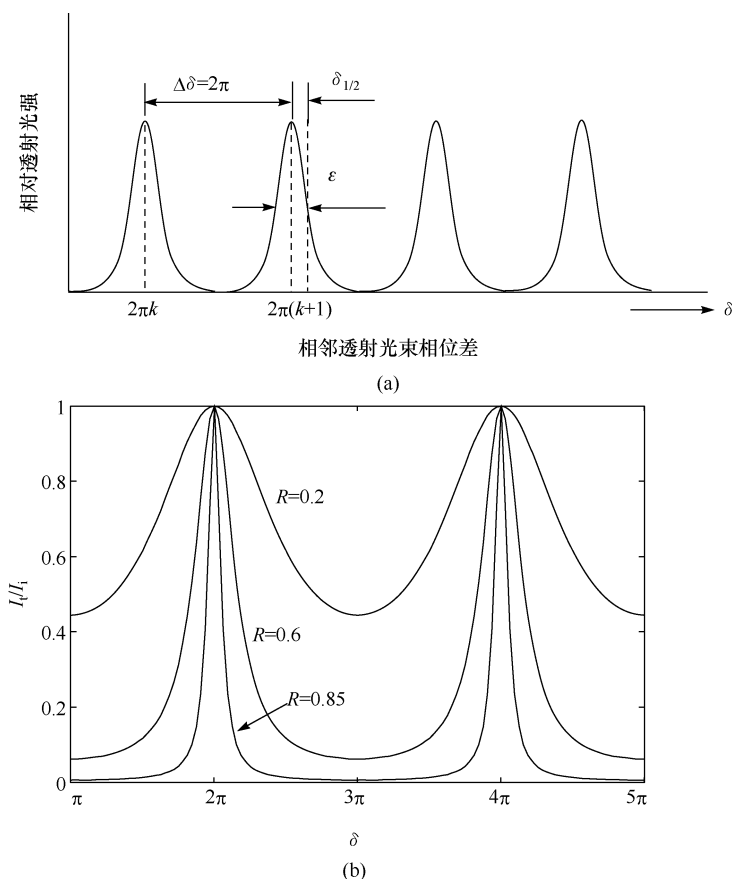 相对透射光强
Δδ=2π
δ1/2
ε
2πk
2π(k+1)
δ
相邻透射光束相位差
(a)
It/Ii
1
0.8
0.6
0.4
0.2
0
R=0.2
R=0.6
R=0.85
π
2π
3π
4π
5π
δ
(b)